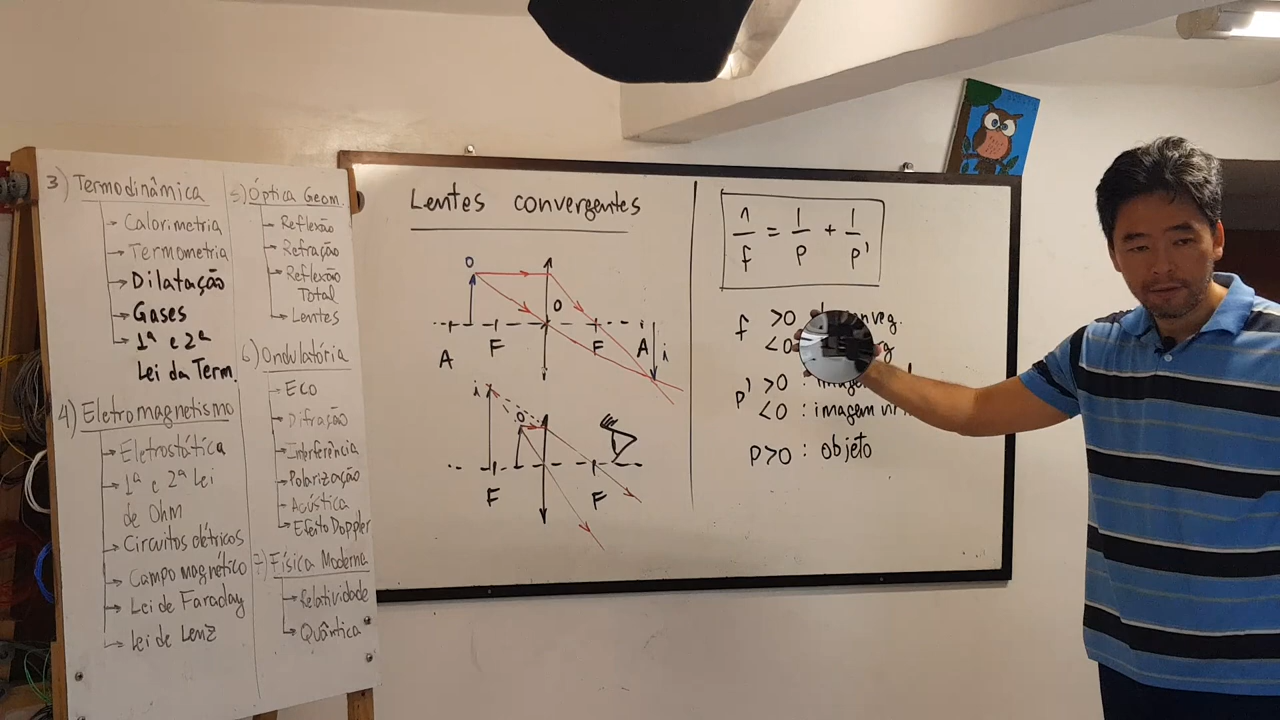 3) Termodinâmica
Calorimetria
Termometria
Dilatação
Gases
1ª e 2ª
Lei da Term.
4) Eletromagnetismo
Eletrostática
1ª e 2ª Lei
de Ohm
Circuitos elétricos
Campo magnético
Lei de Faraday
Lei de Lenz
5) Óptica Geom.
Reflexão
Refração
Reflexão
Total
Lentes
6) Ondulatória
Eco
Difração
Interferência
Polarização
Acústica
Efeito Doppler
7) Física Moderna
Relatividade
Quântica
Lentes convergentes
O
O
A F F A i
i O
F F
1/f = 1/p + 1/p'
f >0
<0
p' >0 :
<0 : imagem
p>0 : objeto